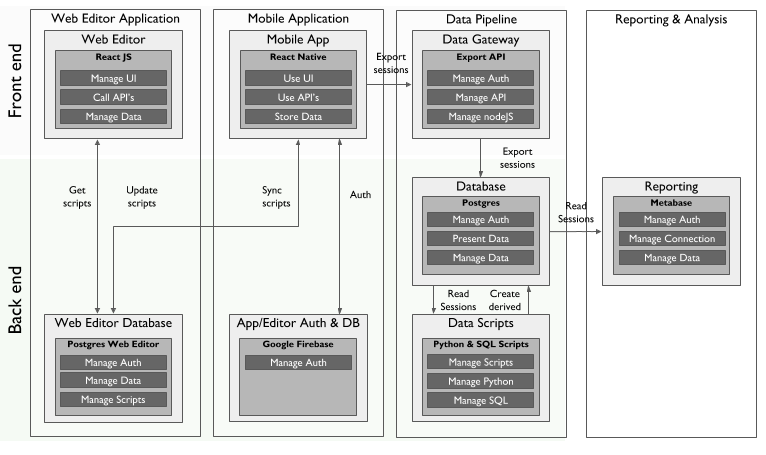 Front end
Back end
Web Editor Application
Web Editor
React JS
Manage UI
Call API's
Manage Data
Get
scripts
Update
scripts
Web Editor Database
Postgres Web Editor
Manage Auth
Manage Data
Manage Scripts
Mobile Application
Mobile App
React Native
Use UI
Use API's
Store Data
Sync
scripts
Auth
App/Editor Auth & DB
Google Firebase
Manage Auth
Export
sessions
Data Pipeline
Data Gateway
Export API
Manage Auth
Manage API
Manage nodeJS
Export
sessions
Database
Postgres
Manage Auth
Present Data
Manage Data
Read
Sessions
Create
derived
Data Scripts
Python & SQL Scripts
Manage Scripts
Manage Python
Manage SQL
Read
Sessions
Reporting & Analysis
Reporting
Metabase
Manage Auth
Manage Connection
Manage Data